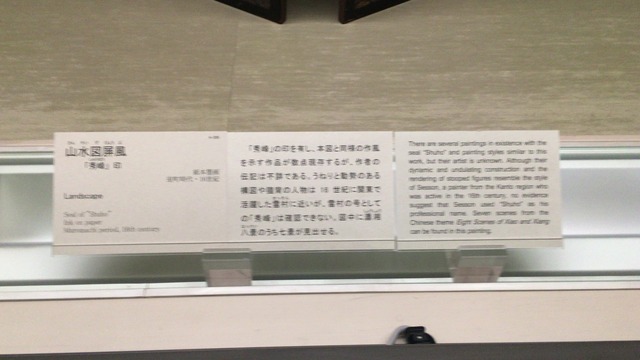 山水図屏風
「秀峰」印
紙本墨画
室町時代・16世紀
Landscape
Seal of "Shuho"
Ink on paper
Muromachi period, 16th century
「秀峰」の印を有し、本図と同様の作風
を示す作品が数点現存するが、作者の
伝記は不詳である。うねりと動勢のある
構図や猫背の人物は 16 世紀に関東で
活躍した雪村に近いが、雪村の号として
の「秀峰」は確認できない。図中に瀟湘
八景のうち七景が見出せる。
There are several paintings in existence with the
seal "Shuho" and painting styles similar to this
work, but their artist is unknown. Although their
dynamic and undulating construction and the
rendering of stooped figures resemble the style
of Sesson, a painter from the Kanto region who
was active in the 16th century, no evidence
suggest that Sesson used "Shuho" as his
professional name. Seven scenes from the
Chinese theme Eight Scenes of Xiao and Xiang
can be found in this painting.